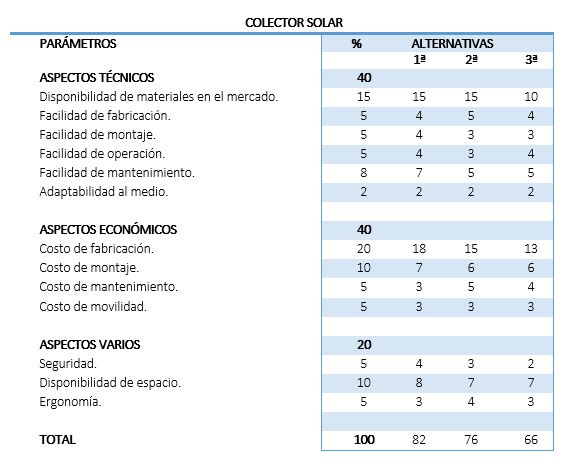 COLECTOR SOLAR
PARÁMETROS % ALTERNATIVAS
1ª 2ª 3ª
ASPECTOS TÉCNICOS 40
Disponibilidad de materiales en el mercado. 15 15 15 10
Facilidad de fabricación. 5 4 5 4
Facilidad de montaje. 5 4 3 3
Facilidad de operación. 5 4 3 4
Facilidad de mantenimiento. 8 7 5 5
Adaptabilidad al medio. 2 2 2 2
ASPECTOS ECONÓMICOS 40
Costo de fabricación. 20 18 15 13
Costo de montaje. 10 7 6 6
Costo de mantenimiento. 5 3 5 4
Costo de movilidad. 5 3 3 3
ASPECTOS VARIOS 20
Seguridad. 5 4 3 2
Disponibilidad de espacio. 10 8 7 7
Ergonomía. 5 3 4 3
TOTAL 100 82 76 66